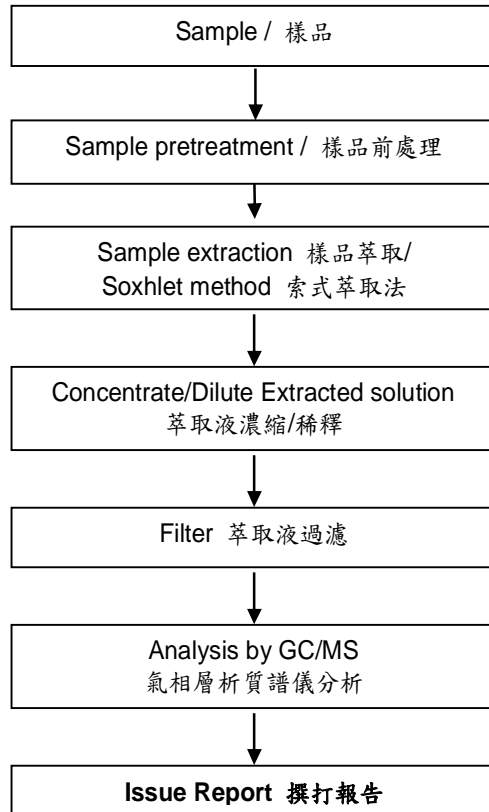 Sample / 樣品
Sample pretreatment / 樣品前處理
Sample extraction 樣品萃取/
Soxhlet method 索式萃取法
Concentrate/Dilute Extracted solution
萃取液濃縮/稀釋
Filter 萃取液過濾
Analysis by GC/MS
氣相層析質譜儀分析
Issue Report 撰打報告